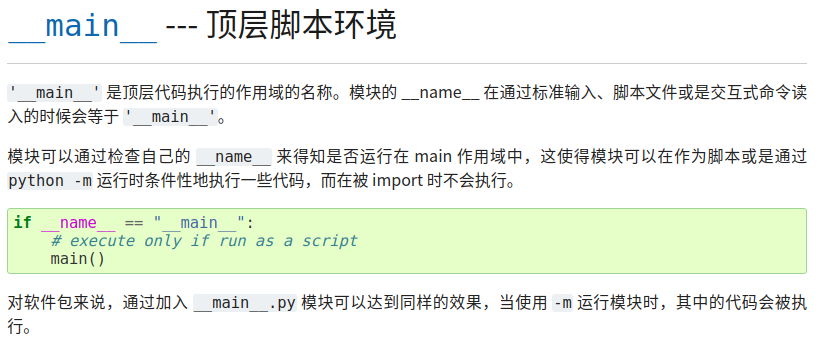 __main__ --- 顶层脚本环境
'__main__' 是顶层代码执行的作用域的名称。模块的 __name__ 在通过标准输入、脚本文件或是交互式命令读
入的时候会等于 '__main__'。
模块可以通过检查自己的 __name__ 来得知是否运行在 main 作用域中，这使得模块可以在作为脚本或是通过
python -m 运行时条件性地执行一些代码，而在被 import 时不会执行。
if __name__ == "__main__":
    # execute only if run as a script
    main()
对软件包来说，通过加入 __main__.py 模块可以达到同样的效果，当使用 -m 运行模块时，其中的代码会被执
行。